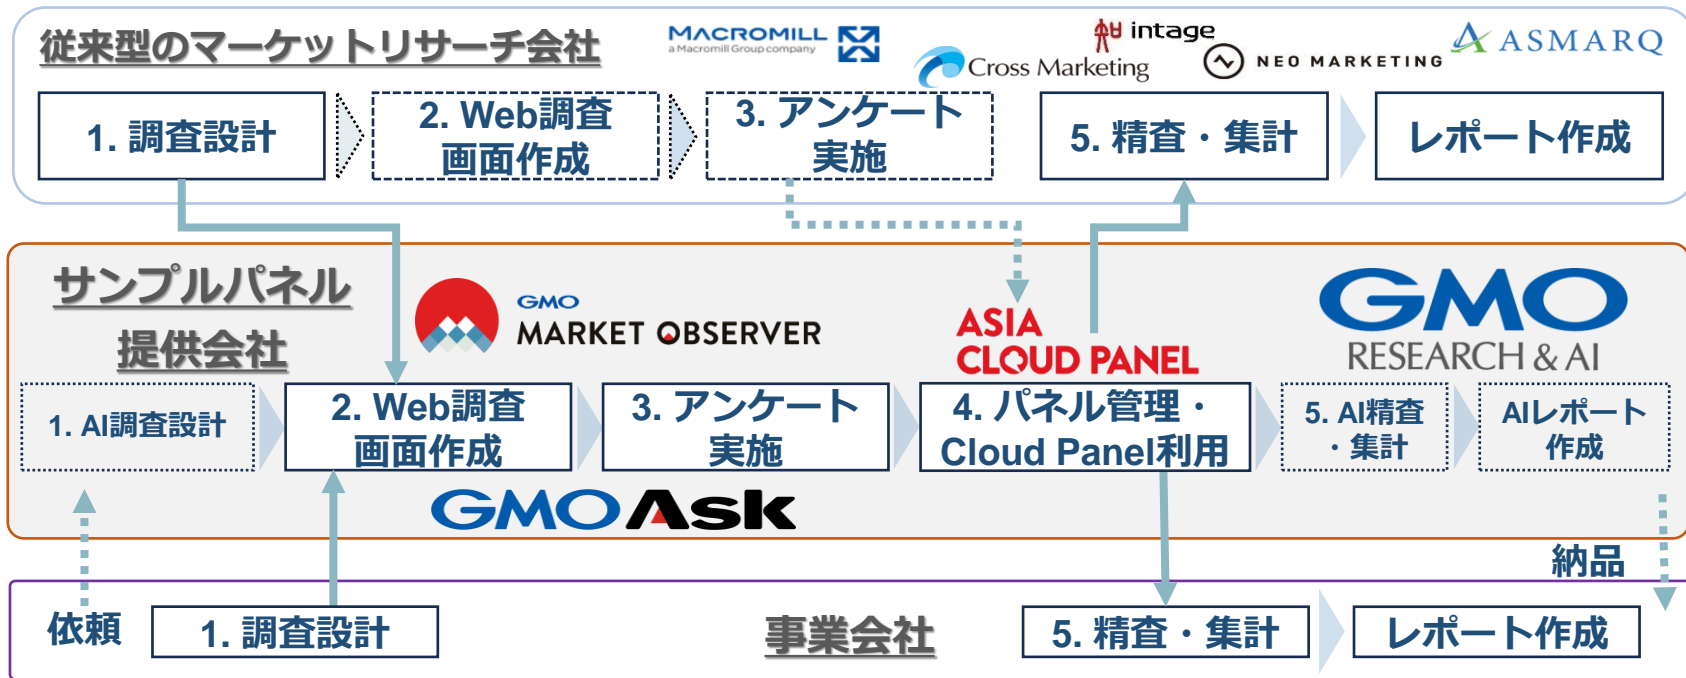 従来型のマーケットリサーチ会社
MACROMILL
a Macromill Group company
Cross Marketing
intage
NEO MARKETING
ASMARQ
1. 調査設計
2. Web調査
画面作成
3. アンケート
実施
5. 精査・集計
レポート作成
サンプルパネル
提供会社
GMO
MARKET OBSERVER
ASIA
CLOUD PANEL
GMO
RESEARCH & AI
1. AI調査設計
2. Web調査
画面作成
3. アンケート
実施
4. パネル管理・
Cloud Panel利用
5. AI精査
・集計
AIレポート
作成
GMO Ask
納品
依頼
1. 調査設計
事業会社
5. 精査・集計
レポート作成